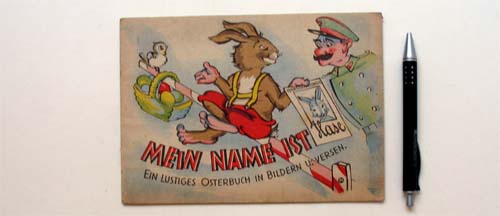 MEIN NAME IST
Hase
EIN LUSTIGES OSTERBUCH IN BILDERN U. VERSEN.